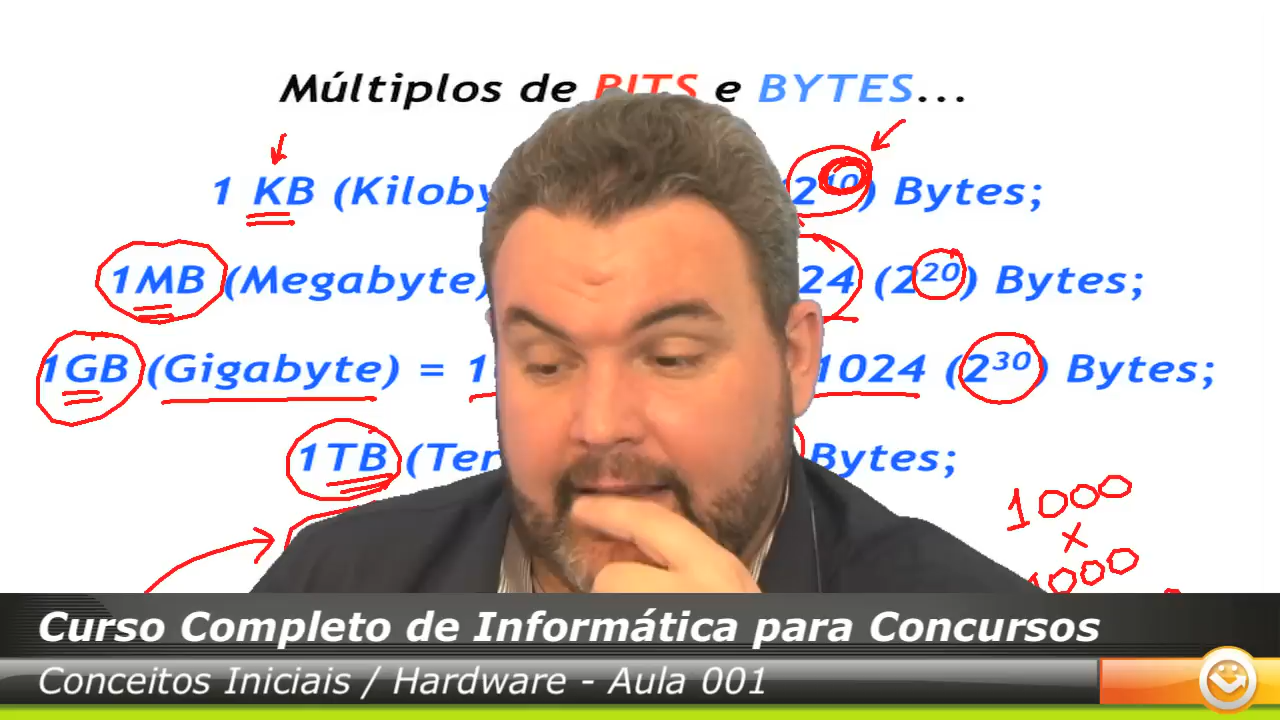 Múltiplos de BITS e BYTES...
1 KB (Kiloby 2¹⁰) Bytes;
1MB (Megabyte) 24 (2²⁰) Bytes;
1GB (Gigabyte) = 1 1024 (2³⁰) Bytes;
1TB (Ter Bytes;
1000
x
1000
Curso Completo de Informática para Concursos
Conceitos Iniciais / Hardware - Aula 001